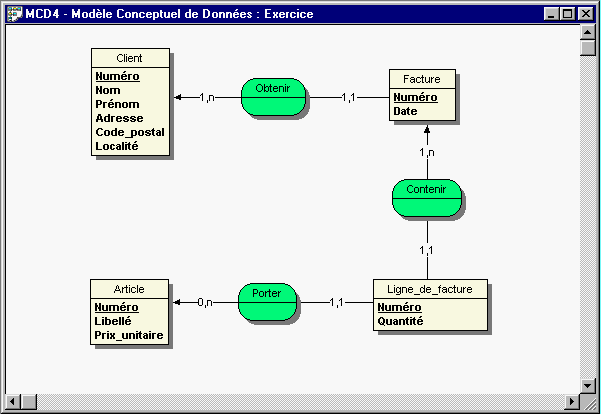 MCD4 - Modèle Conceptuel de Données : Exercice
Client
Numéro
Nom
Prénom
Adresse
Code_postal
Localité
1,n
Obtenir
1,1
Facture
Numéro
Date
1,n
Contenir
1,1
Article
Numéro
Libellé
Prix_unitaire
0,n
Porter
1,1
Ligne_de_facture
Numéro
Quantité